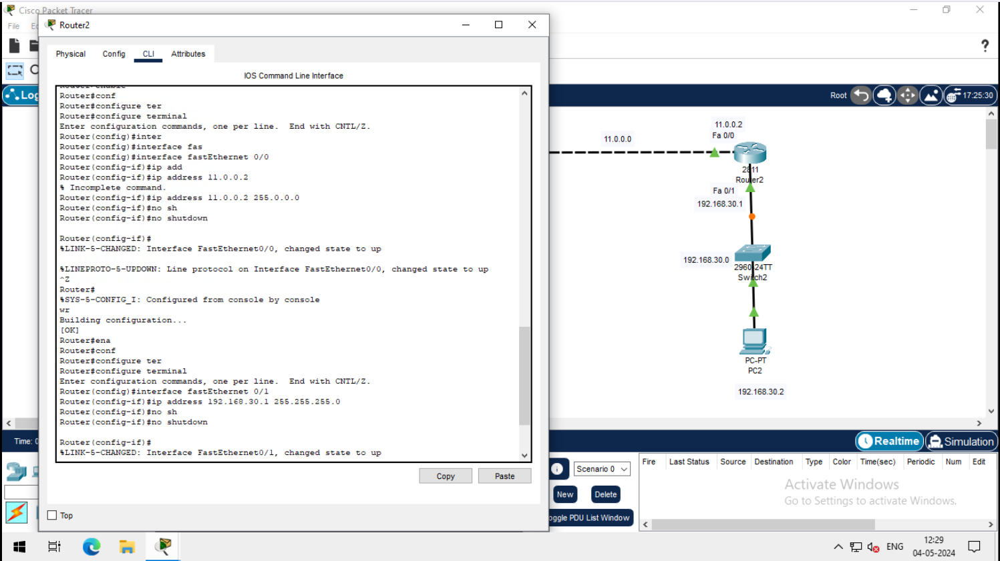 Cisco Packet Tracer
File
Router2
Physical Config CLI Attributes
IOS Command Line Interface
Router>enable
Router#conf
Router#configure ter
Router#configure terminal
Enter configuration commands, one per line.  End with CNTL/Z.
Router(config)#inter
Router(config)#interface fas
Router(config)#interface fastEthernet 0/0
Router(config-if)#ip add
Router(config-if)#ip address 11.0.0.2
% Incomplete command.
Router(config-if)#ip address 11.0.0.2 255.0.0.0
Router(config-if)#no sh
Router(config-if)#no shutdown
Router(config-if)#
%LINK-5-CHANGED: Interface FastEthernet0/0, changed state to up
%LINEPROTO-5-UPDOWN: Line protocol on Interface FastEthernet0/0, changed state to up
^Z
Router#
%SYS-5-CONFIG_I: Configured from console by console
wr
Building configuration...
[OK]
Router#ena
Router#conf
Router#configure ter
Router#configure terminal
Enter configuration commands, one per line.  End with CNTL/Z.
Router(config)#interface fastEthernet 0/1
Router(config-if)#ip address 192.168.30.1 255.255.255.0
Router(config-if)#no sh
Router(config-if)#no shutdown
Router(config-if)#
%LINK-5-CHANGED: Interface FastEthernet0/1, changed state to up
Copy Paste
Top
?
Log
Root 17:25:30
11.0.0.0
11.0.0.2
Fa 0/0
2811
Router2
Fa 0/1
192.168.30.1
192.168.30.0
2960-24TT
Switch2
PC-PT
PC2
192.168.30.2
Time: 0
Realtime Simulation
Scenario 0
New Delete
oggle PDU List Window
Fire Last Status Source Destination Type Color Time(sec) Periodic Num Edit
Activate Windows
Go to Settings to activate Windows.
ENG
12:29
04-05-2024